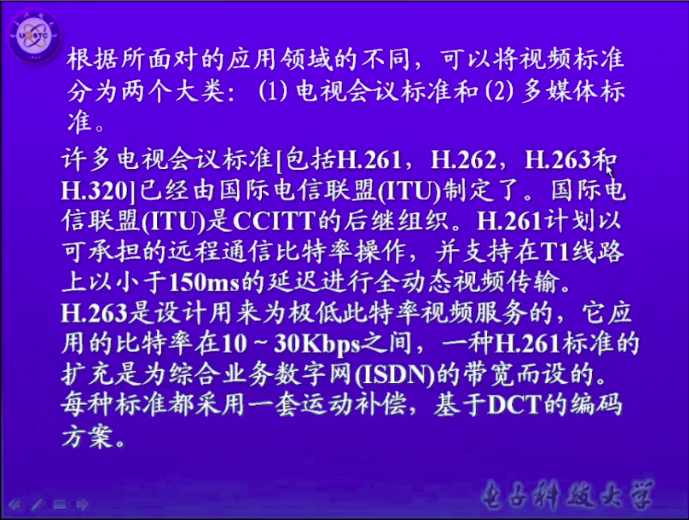 根据所面对的应用领域的不同，可以将视频标准
分为两个大类：(1)电视会议标准和(2)多媒体标
准。
许多电视会议标准[包括H.261，H.262，H.263和
H.320]已经由国际电信联盟(ITU)制定了。国际电
信联盟(ITU)是CCITT的后继组织。H.261计划以
可承担的远程通信比特率操作，并支持在T1线路
上以小于150ms的延迟进行全动态视频传输。
H.263是设计用来为极低此特率视频服务的，它应
用的比特率在10～30Kbps之间，一种H.261标准的
扩充是为综合业务数字网(ISDN)的带宽而设的。
每种标准都采用一套运动补偿，基于DCT的编码
方案。
电子科技大学